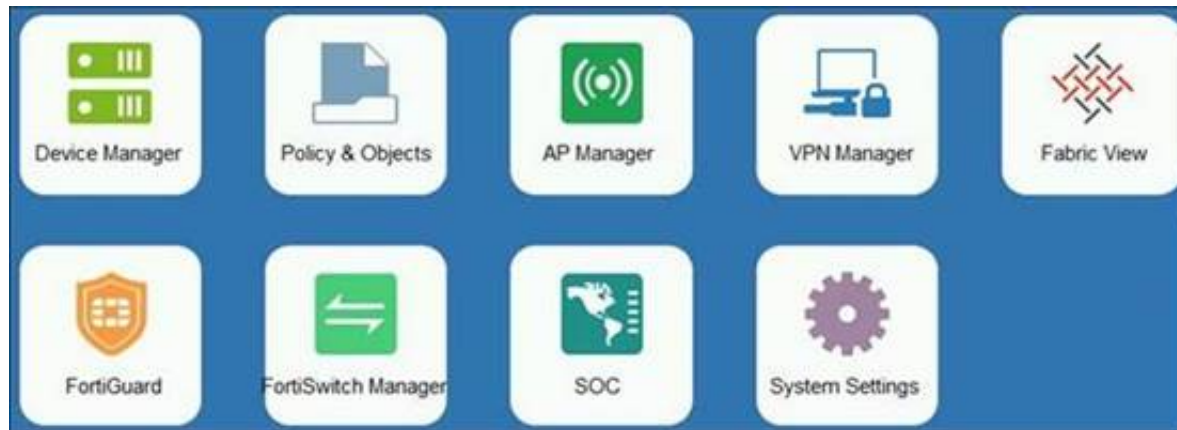 Device Manager
Policy & Objects
AP Manager
VPN Manager
Fabric View
FortiGuard
FortiSwitch Manager
SOC
System Settings